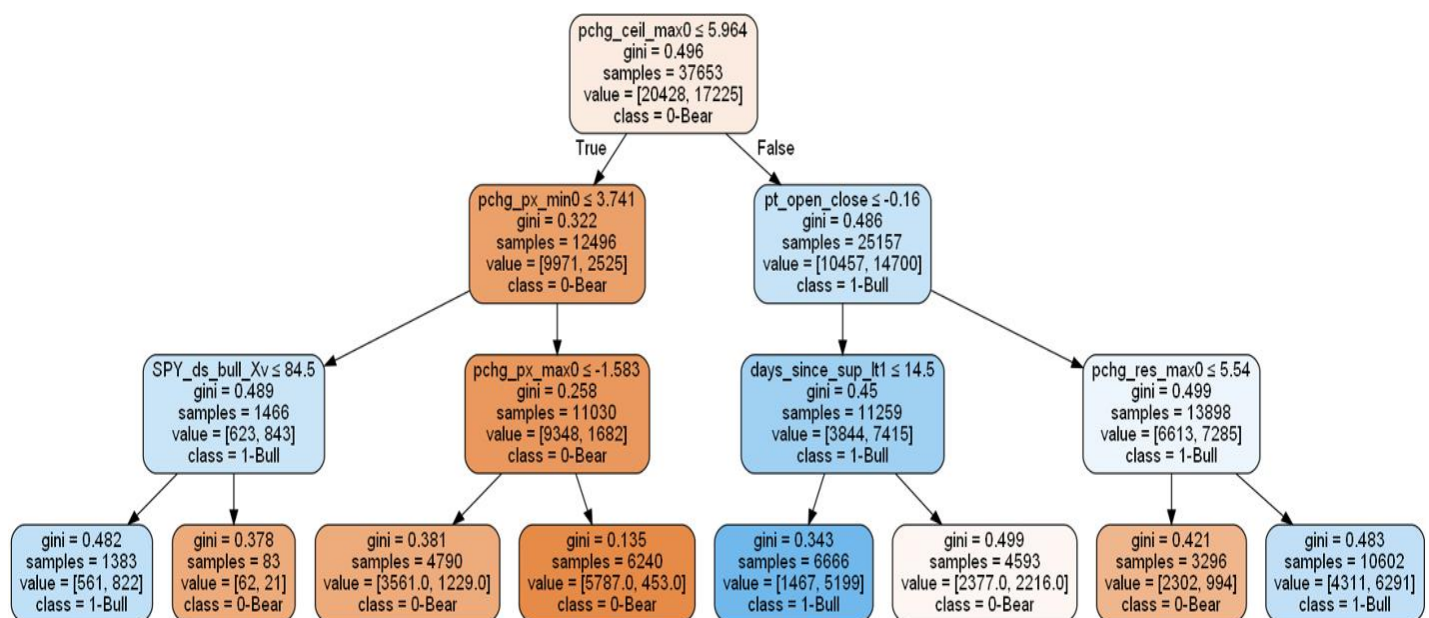 pchg_ceil_max0 ≤ 5.964
gini = 0.496
samples = 37653
value = [20428, 17225]
class = 0-Bear
True
False
pchg_px_min0 ≤ 3.741
gini = 0.322
samples = 12496
value = [9971, 2525]
class = 0-Bear
pt_open_close ≤ -0.16
gini = 0.486
samples = 25157
value = [10457, 14700]
class = 1-Bull
SPY_ds_bull_Xv ≤ 84.5
gini = 0.489
samples = 1466
value = [623, 843]
class = 1-Bull
pchg_px_max0 ≤ -1.583
gini = 0.258
samples = 11030
value = [9348, 1682]
class = 0-Bear
days_since_sup_lt1 ≤ 14.5
gini = 0.45
samples = 11259
value = [3844, 7415]
class = 1-Bull
pchg_res_max0 ≤ 5.54
gini = 0.499
samples = 13898
value = [6613, 7285]
class = 1-Bull
gini = 0.482
samples = 1383
value = [561, 822]
class = 1-Bull
gini = 0.378
samples = 83
value = [62, 21]
class = 0-Bear
gini = 0.381
samples = 4790
value = [3561.0, 1229.0]
class = 0-Bear
gini = 0.135
samples = 6240
value = [5787.0, 453.0]
class = 0-Bear
gini = 0.343
samples = 6666
value = [1467, 5199]
class = 1-Bull
gini = 0.499
samples = 4593
value = [2377.0, 2216.0]
class = 0-Bear
gini = 0.421
samples = 3296
value = [2302, 994]
class = 0-Bear
gini = 0.483
samples = 10602
value = [4311, 6291]
class = 1-Bull